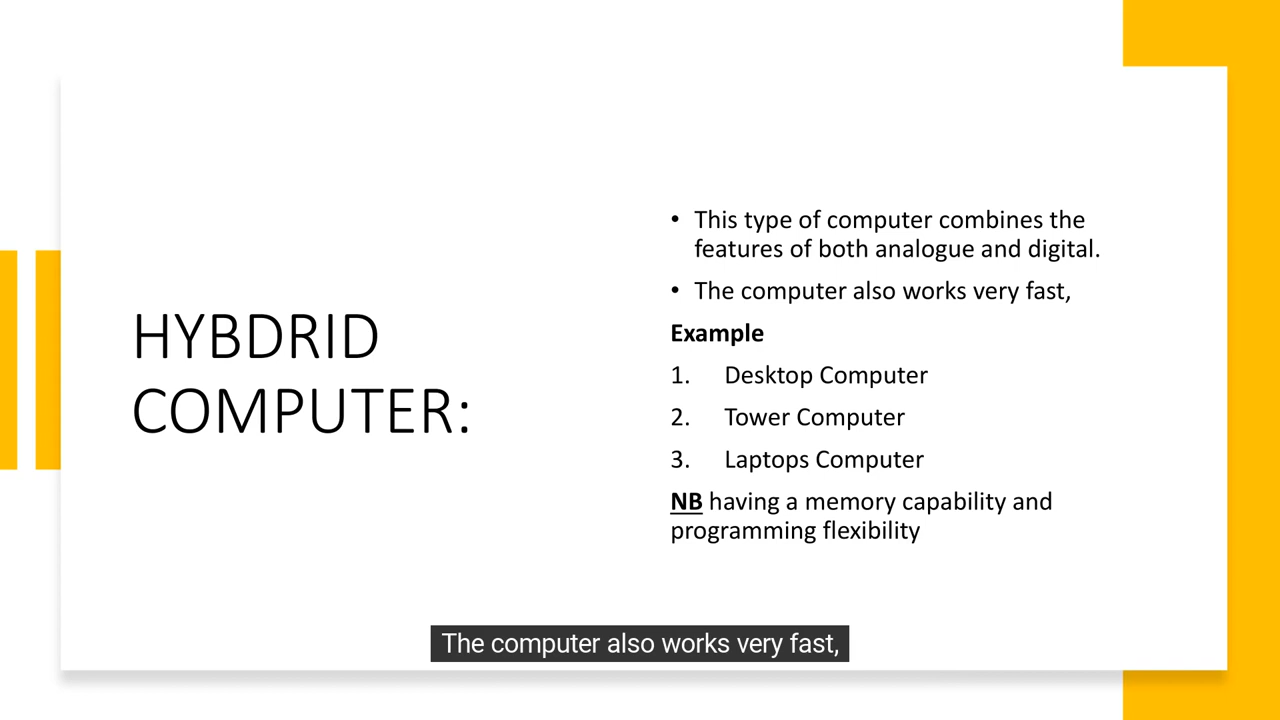 HYBDRID
COMPUTER:
• This type of computer combines the
features of both analogue and digital.
• The computer also works very fast,
Example
1. Desktop Computer
2. Tower Computer
3. Laptops Computer
NB having a memory capability and
programming flexibility
The computer also works very fast,